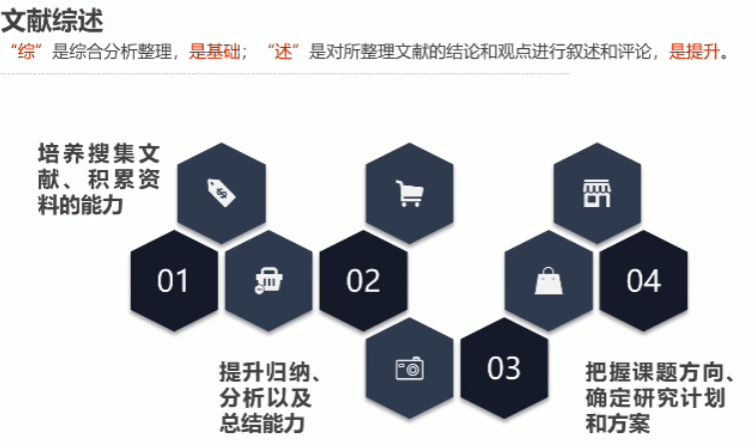 文献综述
“综”是综合分析整理，是基础；“述”是对所整理文献的结论和观点进行叙述和评论，是提升。
培养搜集文
献、积累资
料的能力
01
02
03
04
提升归纳、
分析以及
总结能力
把握课题方向、
确定研究计划
和方案